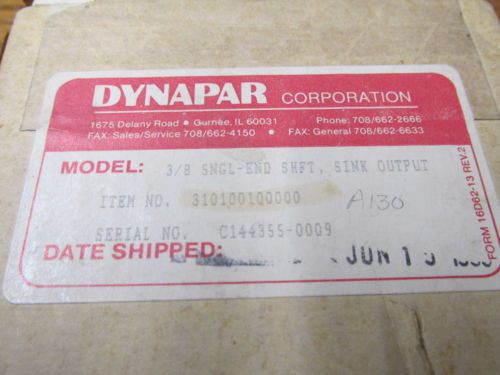 DYNAPAR CORPORATION
1675 Delany Road • Gurnee, IL 60031 Phone: 708/662-2666
FAX: Sales/Service 708/662-4150 • FAX: General 708/662-6633
MODEL: 3/8 SNGL-END SHFT, SINK OUTPUT
ITEM NO. 310100100000 A130
SERIAL NO. C144355-0009
DATE SHIPPED: JUN
FORM 16D62-13 REV.2